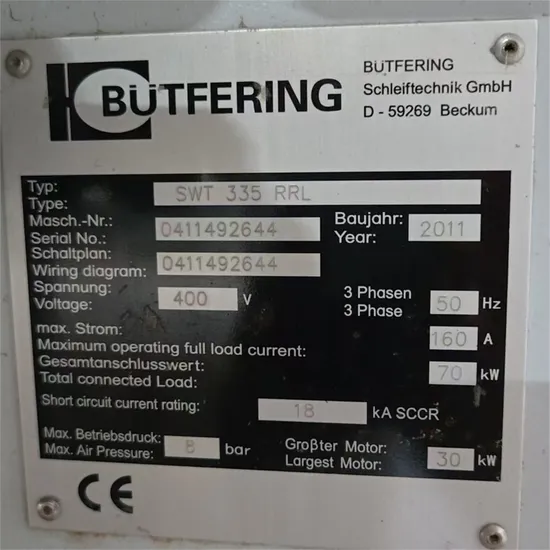 BÜTFERING
BÜTFERING
Schleiftechnik GmbH
D - 59269 Beckum
Typ:
Type: SWT 335 RRL
Masch.-Nr.:
Serial No.: 0411492644
Baujahr:
Year: 2011
Schaltplan:
Wiring diagram: 0411492644
Spannung:
Voltage: 400 V
3 Phasen
3 Phase 50 Hz
max. Strom:
Maximum operating full load current: 160 A
Gesamtanschlusswert:
Total connected Load: 70 kW
Short circuit current rating: 18 kA SCCR
Max. Betriebsdruck:
Max. Air Pressure: 8 bar
Großter Motor:
Largest Motor: 30 kW
CE